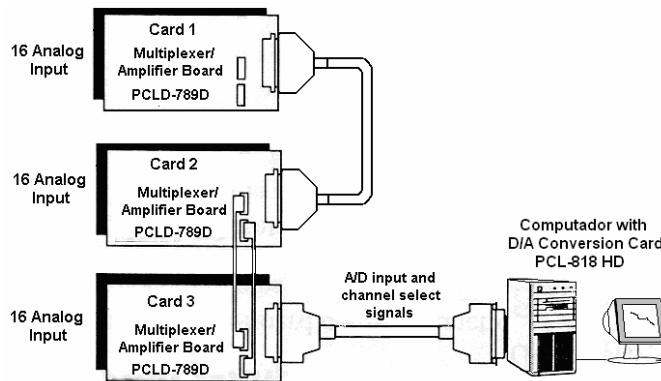 Card 1
16 Analog
Input
Multiplexer/
Amplifier Board
PCLD-789D
Card 2
16 Analog
Input
Multiplexer/
Amplifier Board
PCLD-789D
Computador with
D/A Conversion Card
PCL-818 HD
Card 3
16 Analog
Input
Multiplexer/
Amplifier Board
PCLD-789D
A/D input and
channel select
signals